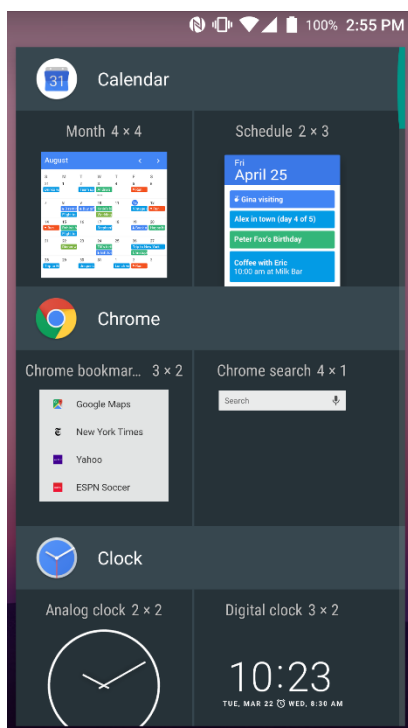 100% 2:55 PM
31 Calendar
Month 4 × 4 Schedule 2 × 3
August
Fri
April 25
Gina visiting
Alex in town (day 4 of 5)
Peter Fox's Birthday
Coffee with Eric
10:00 am at Milk Bar
Chrome
Chrome bookmar... 3 × 2 Chrome search 4 × 1
Google Maps
New York Times
Yahoo
ESPN Soccer
Search
Clock
Analog clock 2 × 2 Digital clock 3 × 2
10:23
TUE, MAR 22 WED, 8:30 AM